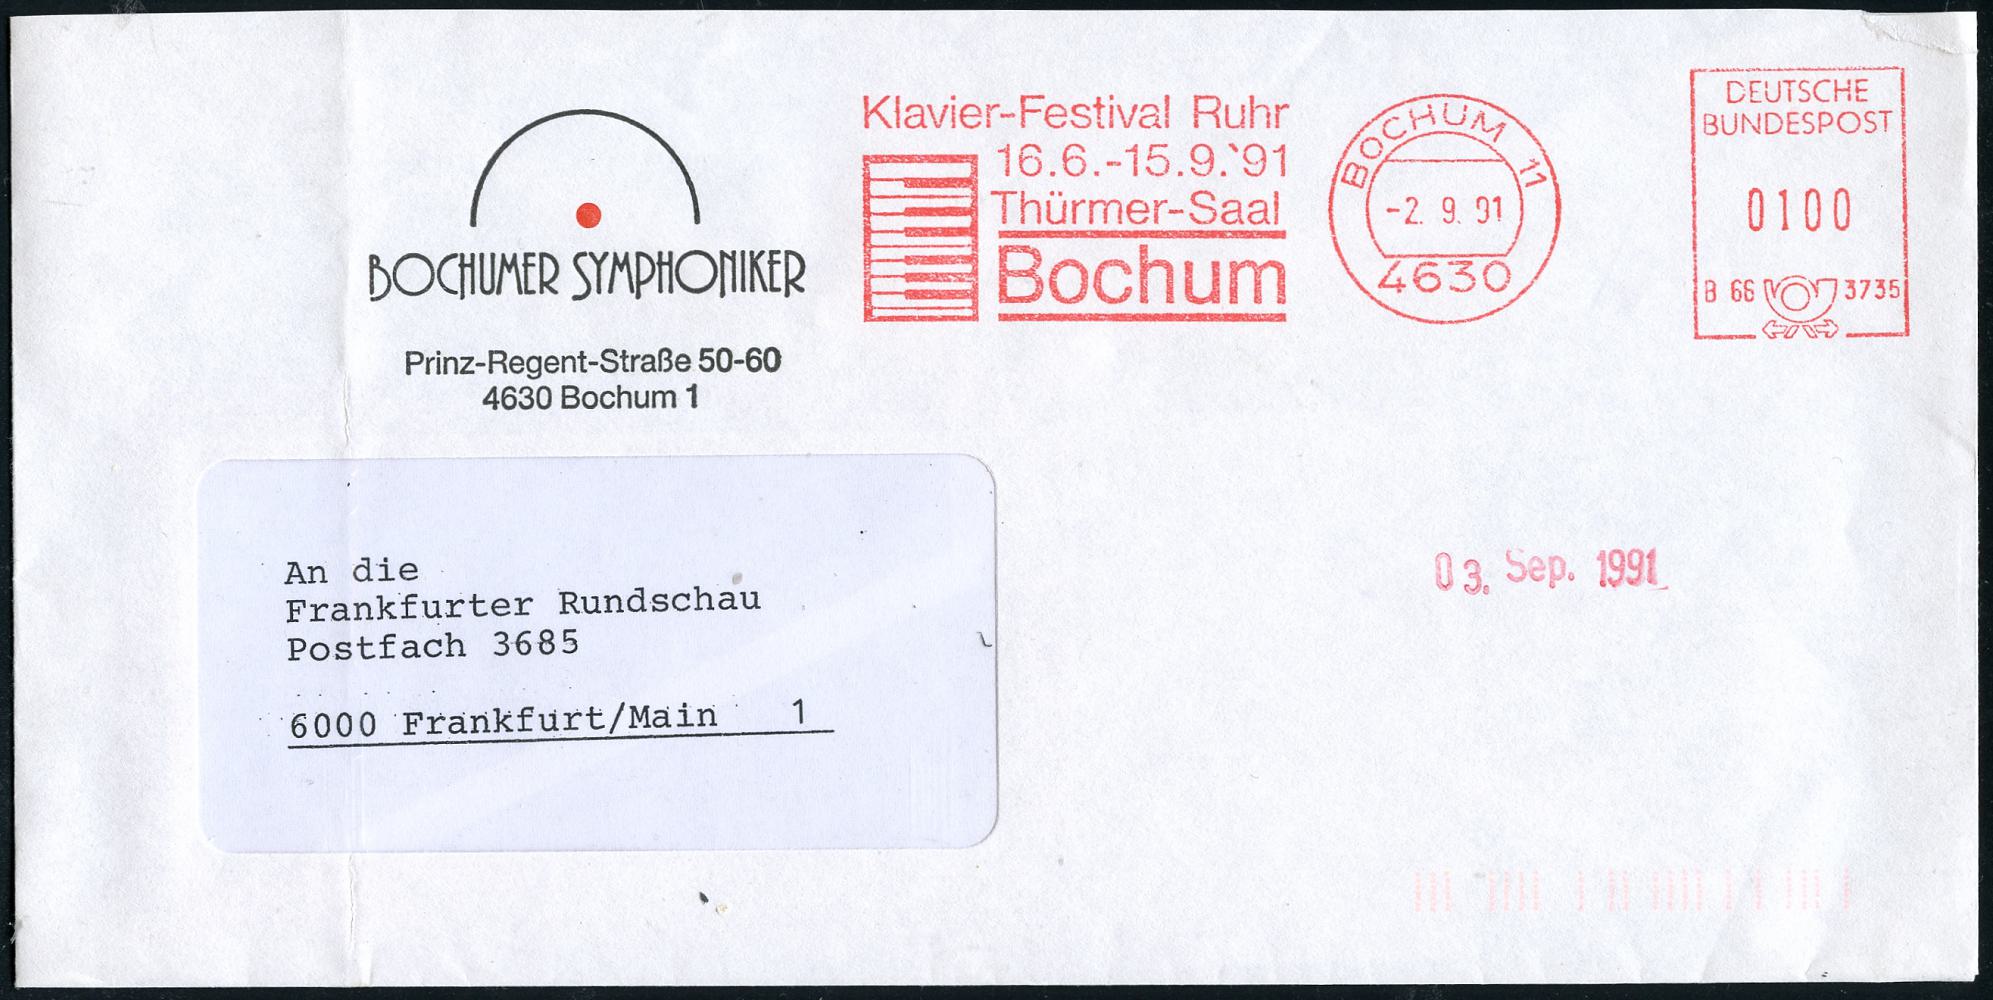 BOCHUMER SYMPHONIKER
Prinz-Regent-Straße 50-60
4630 Bochum 1
Klavier-Festival Ruhr
16.6.-15.9.`91
Thürmer-Saal
Bochum
BOCHUM 11
-2. 9. 91
4630
DEUTSCHE
BUNDESPOST
0100
B 66 3735
03. Sep. 1991
An die
Frankfurter Rundschau
Postfach 3685
6000 Frankfurt/Main 1